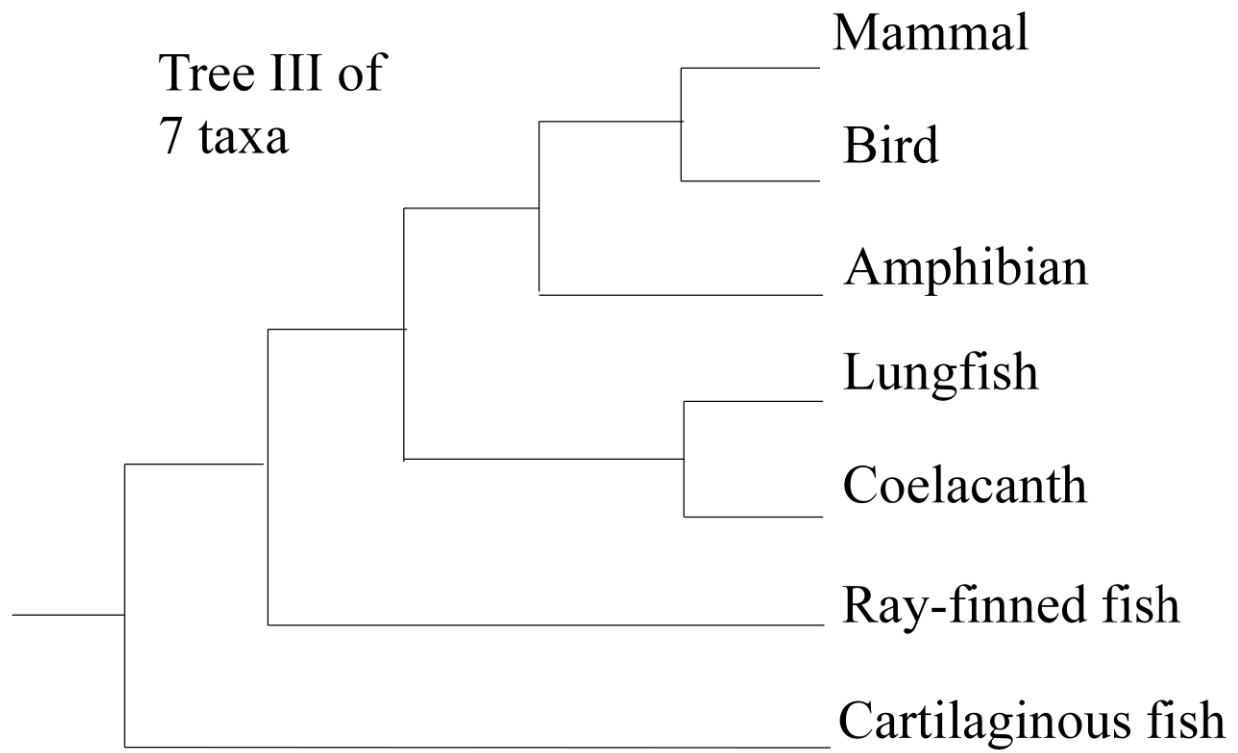 Tree III of
7 taxa
Mammal
Bird
Amphibian
Lungfish
Coelacanth
Ray-finned fish
Cartilaginous fish